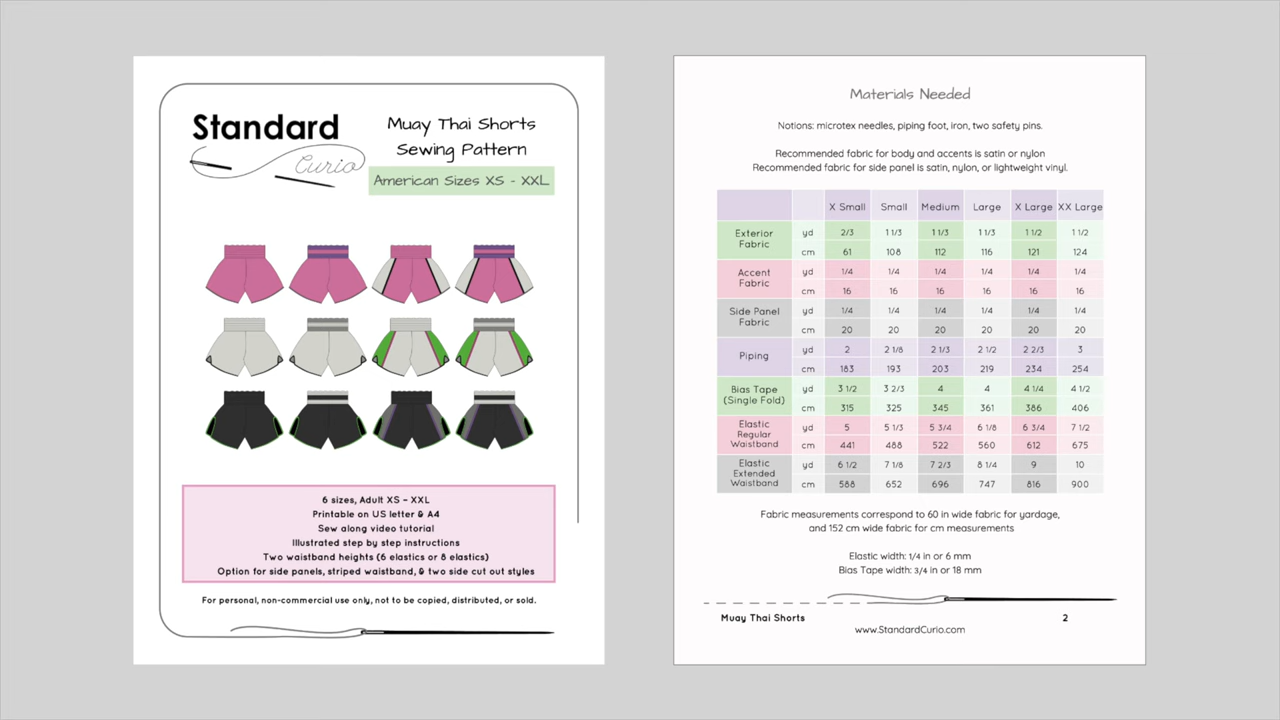 Standard
Curio
Muay Thai Shorts
Sewing Pattern
American Sizes XS - XXL
6 sizes, Adult XS - XXL
Printable on US letter & A4
Sew along video tutorial
Illustrated step by step instructions
Two waistband heights (6 elastics or 8 elastics)
Option for side panels, striped waistband, & two side cut out styles
For personal, non-commercial use only, not to be copied, distributed, or sold.
Materials Needed
Notions: microtex needles, piping foot, iron, two safety pins.
Recommended fabric for body and accents is satin or nylon
Recommended fabric for side panel is satin, nylon, or lightweight vinyl.
X Small Small Medium Large X Large XX Large
Exterior Fabric yd 2/3 1 1/3 1 1/3 1 1/3 1 1/2 1 1/2
cm 61 108 112 116 121 124
Accent Fabric yd 1/4 1/4 1/4 1/4 1/4 1/4
cm 16 16 16 16 16 16
Side Panel Fabric yd 1/4 1/4 1/4 1/4 1/4 1/4
cm 20 20 20 20 20 20
Piping yd 2 2 1/8 2 1/3 2 1/2 2 2/3 3
cm 183 193 203 219 234 254
Bias Tape (Single Fold) yd 3 1/2 3 2/3 4 4 4 1/4 4 1/2
cm 315 325 345 361 386 406
Elastic Regular Waistband yd 5 5 1/3 5 3/4 6 1/8 6 3/4 7 1/2
cm 441 488 522 560 612 675
Elastic Extended Waistband yd 6 1/2 7 1/8 7 2/3 8 1/4 9 10
cm 588 652 696 747 816 900
Fabric measurements correspond to 60 in wide fabric for yardage,
and 152 cm wide fabric for cm measurements
Elastic width: 1/4 in or 6 mm
Bias Tape width: 3/4 in or 18 mm
Muay Thai Shorts 2
www.StandardCurio.com